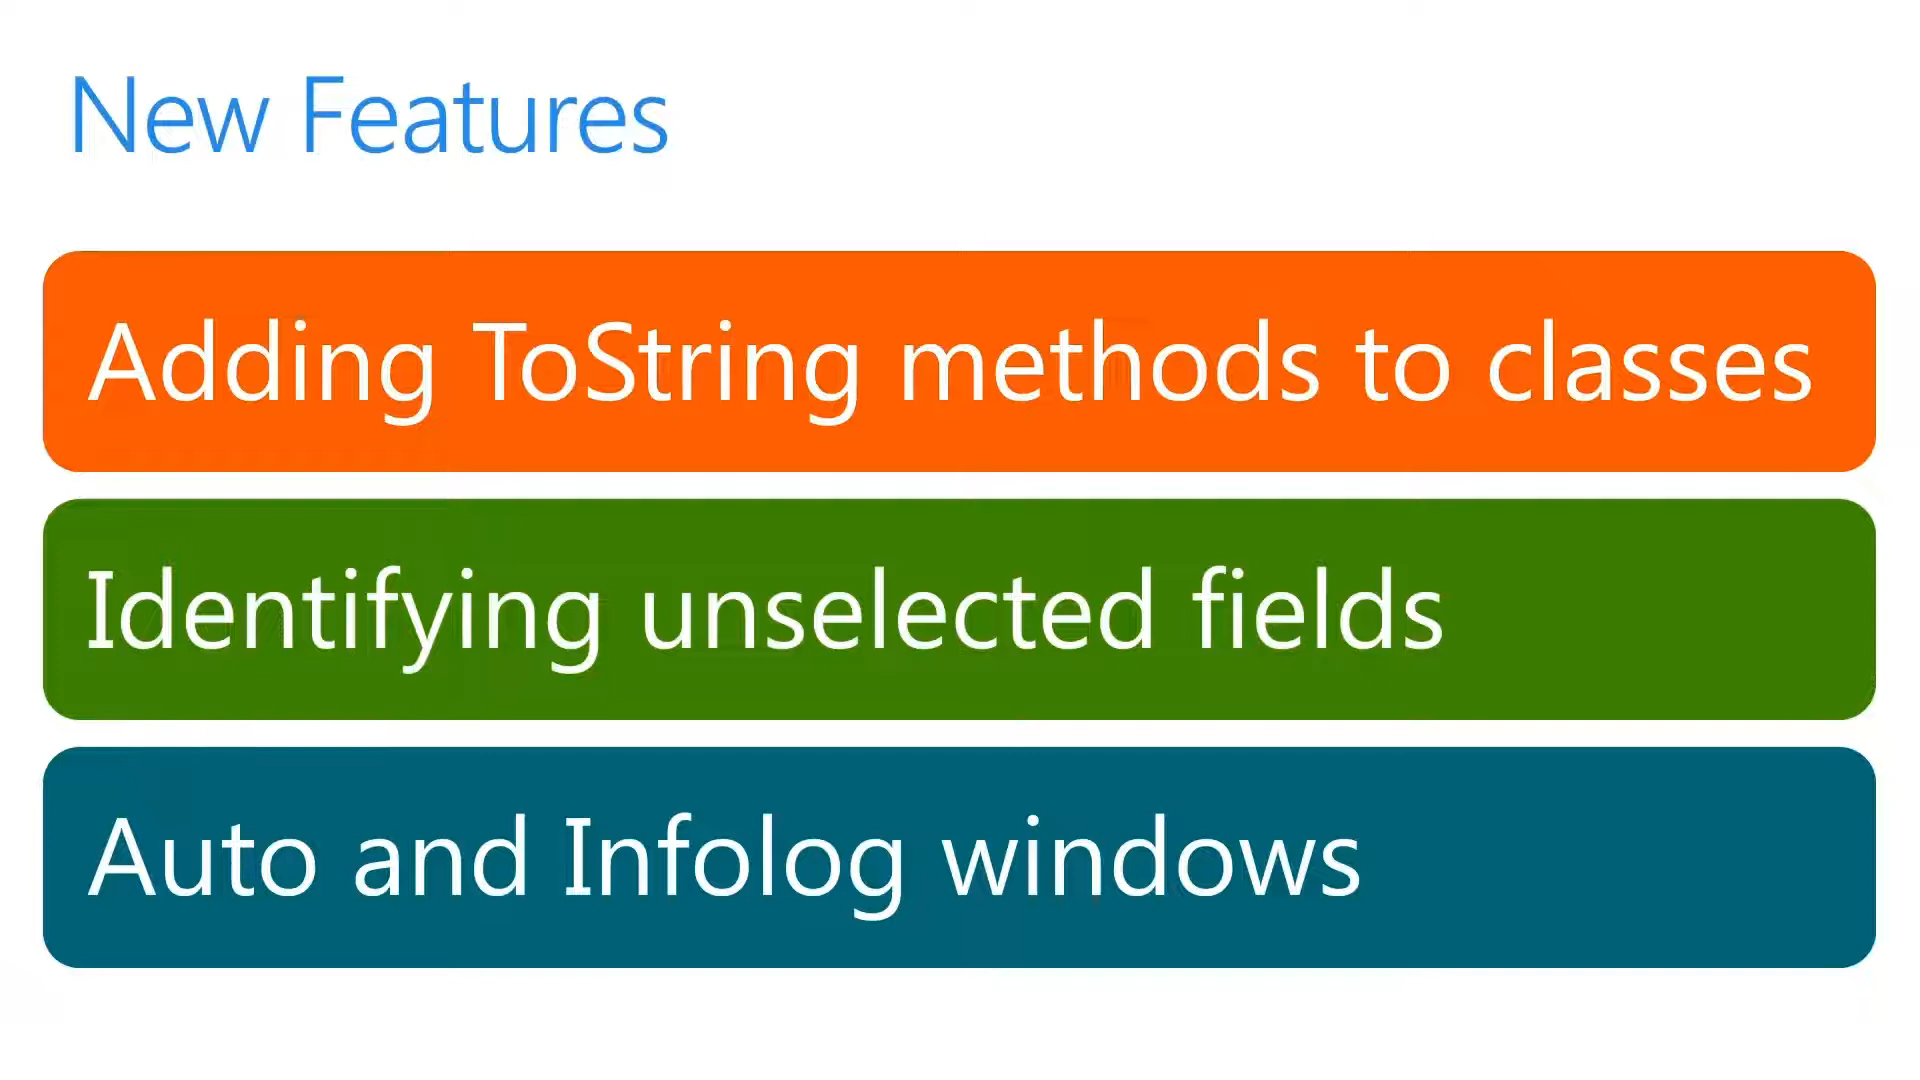 New Features
Adding ToString methods to classes
Identifying unselected fields
Auto and Infolog windows